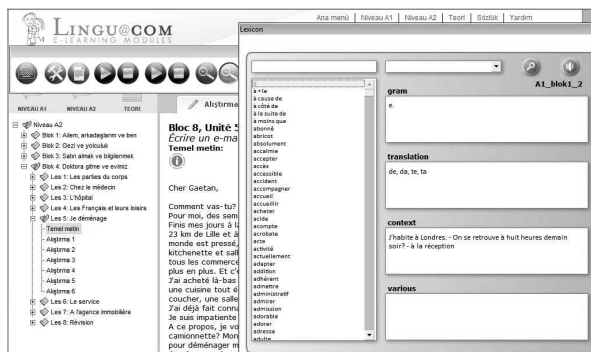 LINGU@COM
E-LEARNING MODULES
Ana menü | Niveau A1 | Niveau A2 | Teori | Sözlük | Yardım
NIVEAU A1 NIVEAU A2 TEORI
Niveau A2
Blok 1: Ailem, arkadaşlarım ve ben
Blok 2: Gezi ve yolculuk
Blok 3: Satın almak ve bilgilenmek
Blok 4: Doktora gitme ve evimiz
Les 1: Les parties du corps
Les 2: Chez le médecin
Les 3: L'hôpital
Les 4: Les Français et leurs loisirs
Les 5: Je déménage
Temel metin
Alıştırma 1
Alıştırma 2
Alıştırma 3
Alıştırma 4
Alıştırma 5
Alıştırma 6
Les 6: Le service
Les 7: A l'agence immobilière
Les 8: Révision
Alıştırma
Bloc 8, Unité 5
Écrire un e-ma
Temel metin:
Cher Gaetan,
Comment vas-tu?
Pour moi, des sem
Finis mes jours à l
23 km de Lille et à
monde est pressé,
kitchenette et sall
tous les commerce
plus en plus. Et c'e
J'ai acheté là-bas
une cuisine tout é
coucher, une salle
J'ai déjà fait conna
Je suis impatiente
A ce propos, je vo
camionnette? Mon
pour déménager m
Lexicon
à
à +le
à cause de
à côté de
à la suite de
à moins que
abonné
abricot
absolument
accalmie
accepter
accès
accessible
accident
accompagner
accueil
accueillir
acheter
acide
acompte
acrobate
acte
activité
actuellement
adapter
addition
adhérent
admettre
administratif
admirer
admission
adorable
adorer
adresse
adulte
A1_blok1_2
gram
e.
translation
de, da, te, ta
context
J'habite à Londres. - On se retrouve à huit heures demain
soir? - à la réception
various